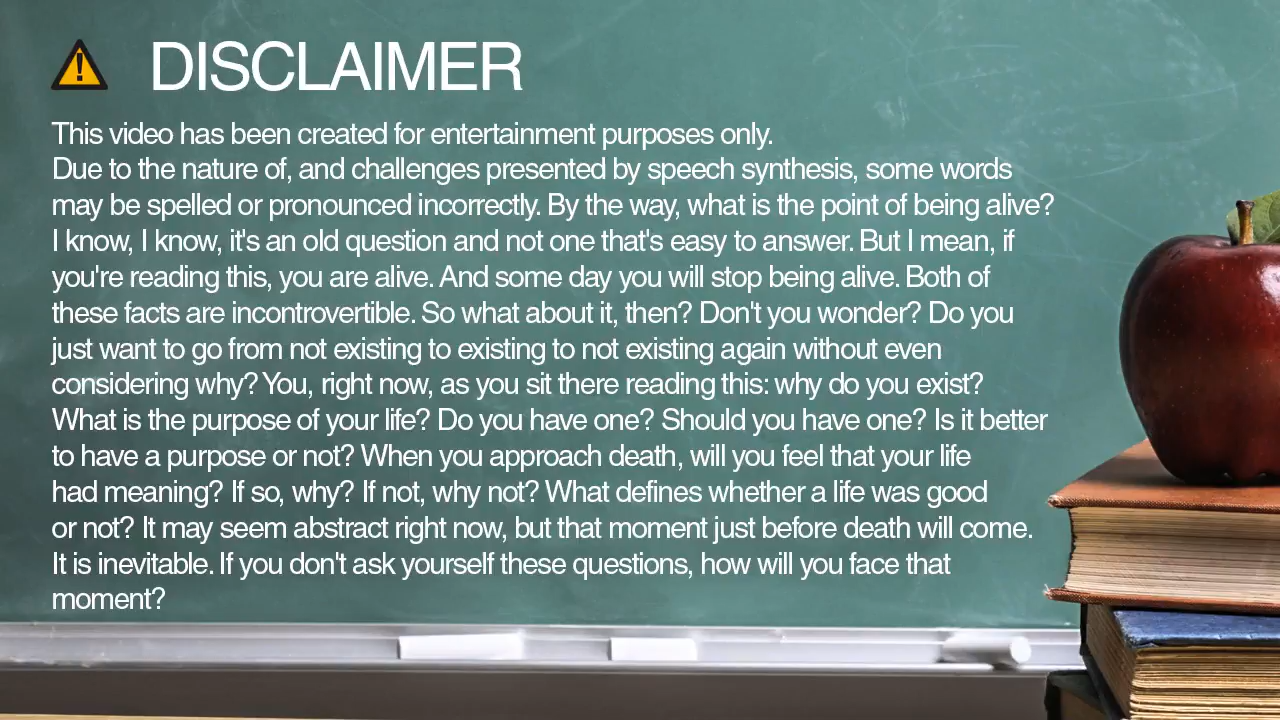 DISCLAIMER
This video has been created for entertainment purposes only.
Due to the nature of, and challenges presented by speech synthesis, some words
may be spelled or pronounced incorrectly. By the way, what is the point of being alive?
I know, I know, it's an old question and not one that's easy to answer. But I mean, if
you're reading this, you are alive. And some day you will stop being alive. Both of
these facts are incontrovertible. So what about it, then? Don't you wonder? Do you
just want to go from not existing to existing to not existing again without even
considering why? You, right now, as you sit there reading this: why do you exist?
What is the purpose of your life? Do you have one? Should you have one? Is it better
to have a purpose or not? When you approach death, will you feel that your life
had meaning? If so, why? If not, why not? What defines whether a life was good
or not? It may seem abstract right now, but that moment just before death will come.
It is inevitable. If you don't ask yourself these questions, how will you face that
moment?